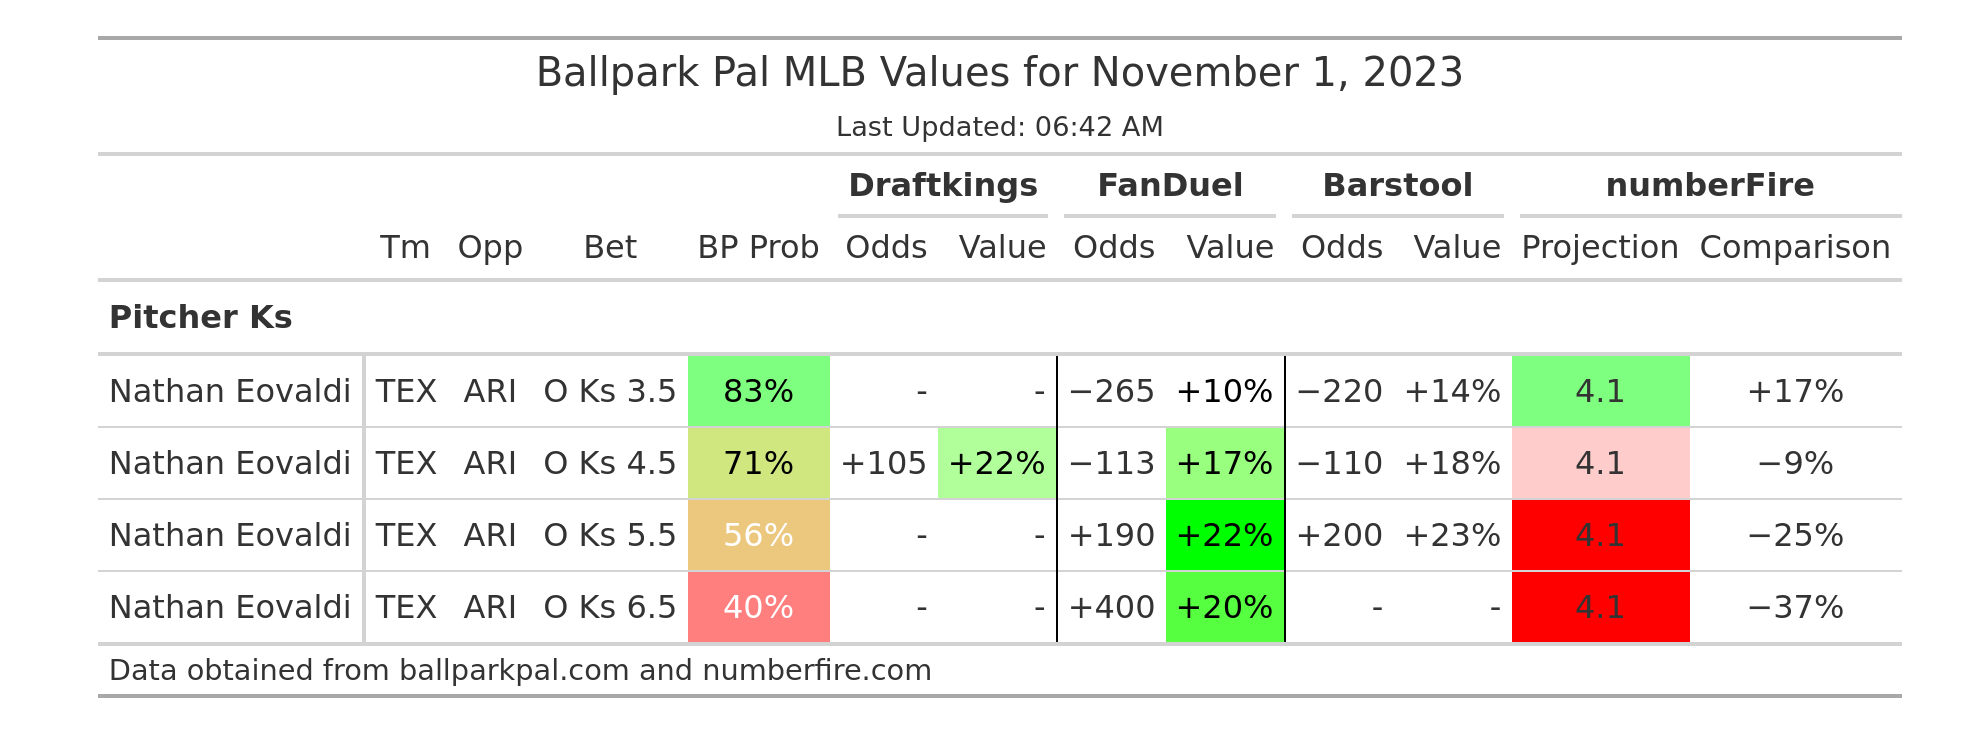 Ballpark Pal MLB Values for November 1, 2023
Last Updated: 06:42 AM
Draftkings FanDuel Barstool numberFire
Tm Opp Bet BP Prob Odds Value Odds Value Odds Value Projection Comparison
Pitcher Ks
Nathan Eovaldi TEX ARI O Ks 3.5 83% - - −265 +10% −220 +14% 4.1 +17%
Nathan Eovaldi TEX ARI O Ks 4.5 71% +105 +22% −113 +17% −110 +18% 4.1 −9%
Nathan Eovaldi TEX ARI O Ks 5.5 56% - - +190 +22% +200 +23% 4.1 −25%
Nathan Eovaldi TEX ARI O Ks 6.5 40% - - +400 +20% - - 4.1 −37%
Data obtained from ballparkpal.com and numberfire.com